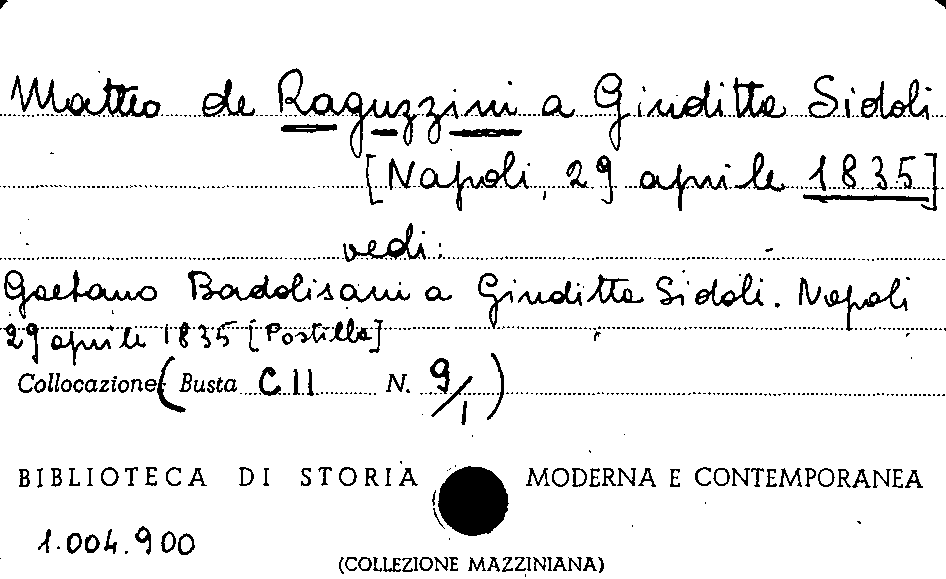 Matteo de Raguzzini a Giuditta Sidoli
[Napoli, 29 aprile 1835]
vedi:
Gaetano Badolisani a Giuditta Sidoli. Napoli
29 aprile 1835 [Postilla]
Collocazione (Busta C II N. 9/1)
BIBLIOTECA DI STORIA MODERNA E CONTEMPORANEA
1.004.900
(COLLEZIONE MAZZINIANA)